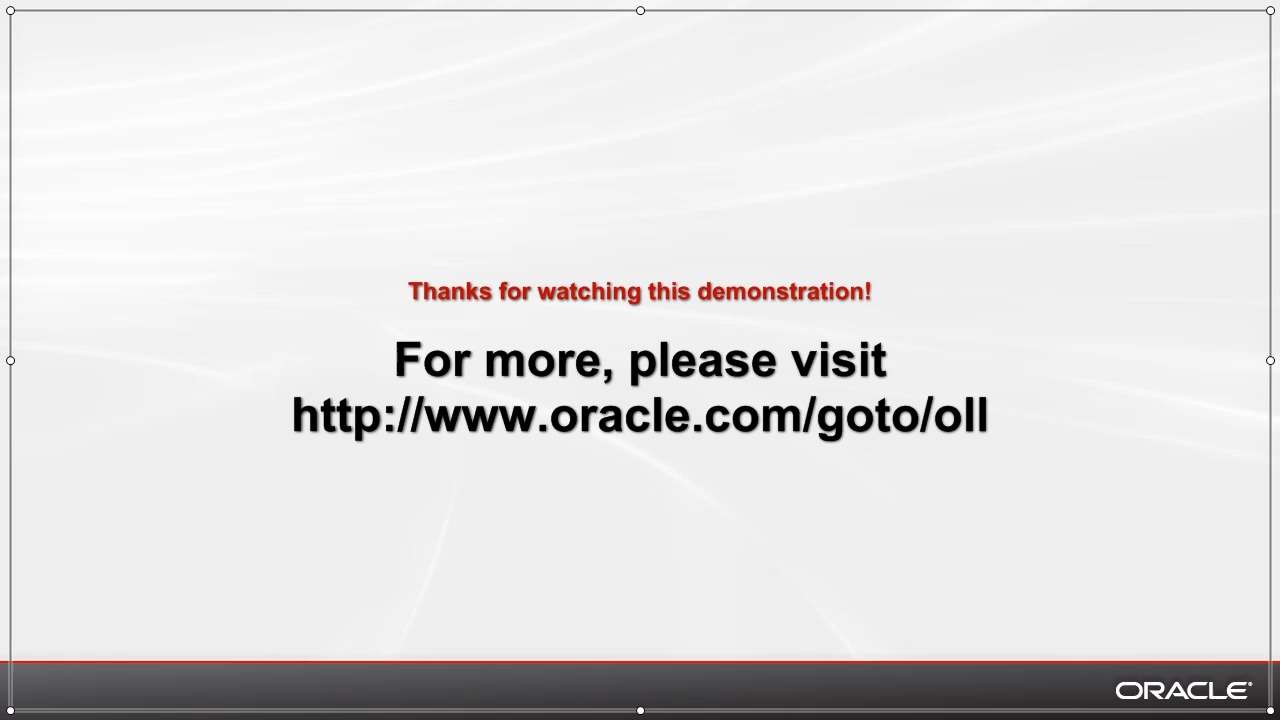 Thanks for watching this demonstration!
For more, please visit
http://www.oracle.com/goto/oll
ORACLE®